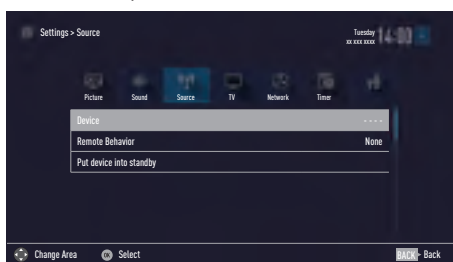 Settings > Source
Tuesday
xx xxx xxxx
14:00
Picture
Sound
Source
TV
Network
Timer
Device
- - - -
Remote Behavior
None
Put device into standby
Change Area
OK
Select
BACK - Back